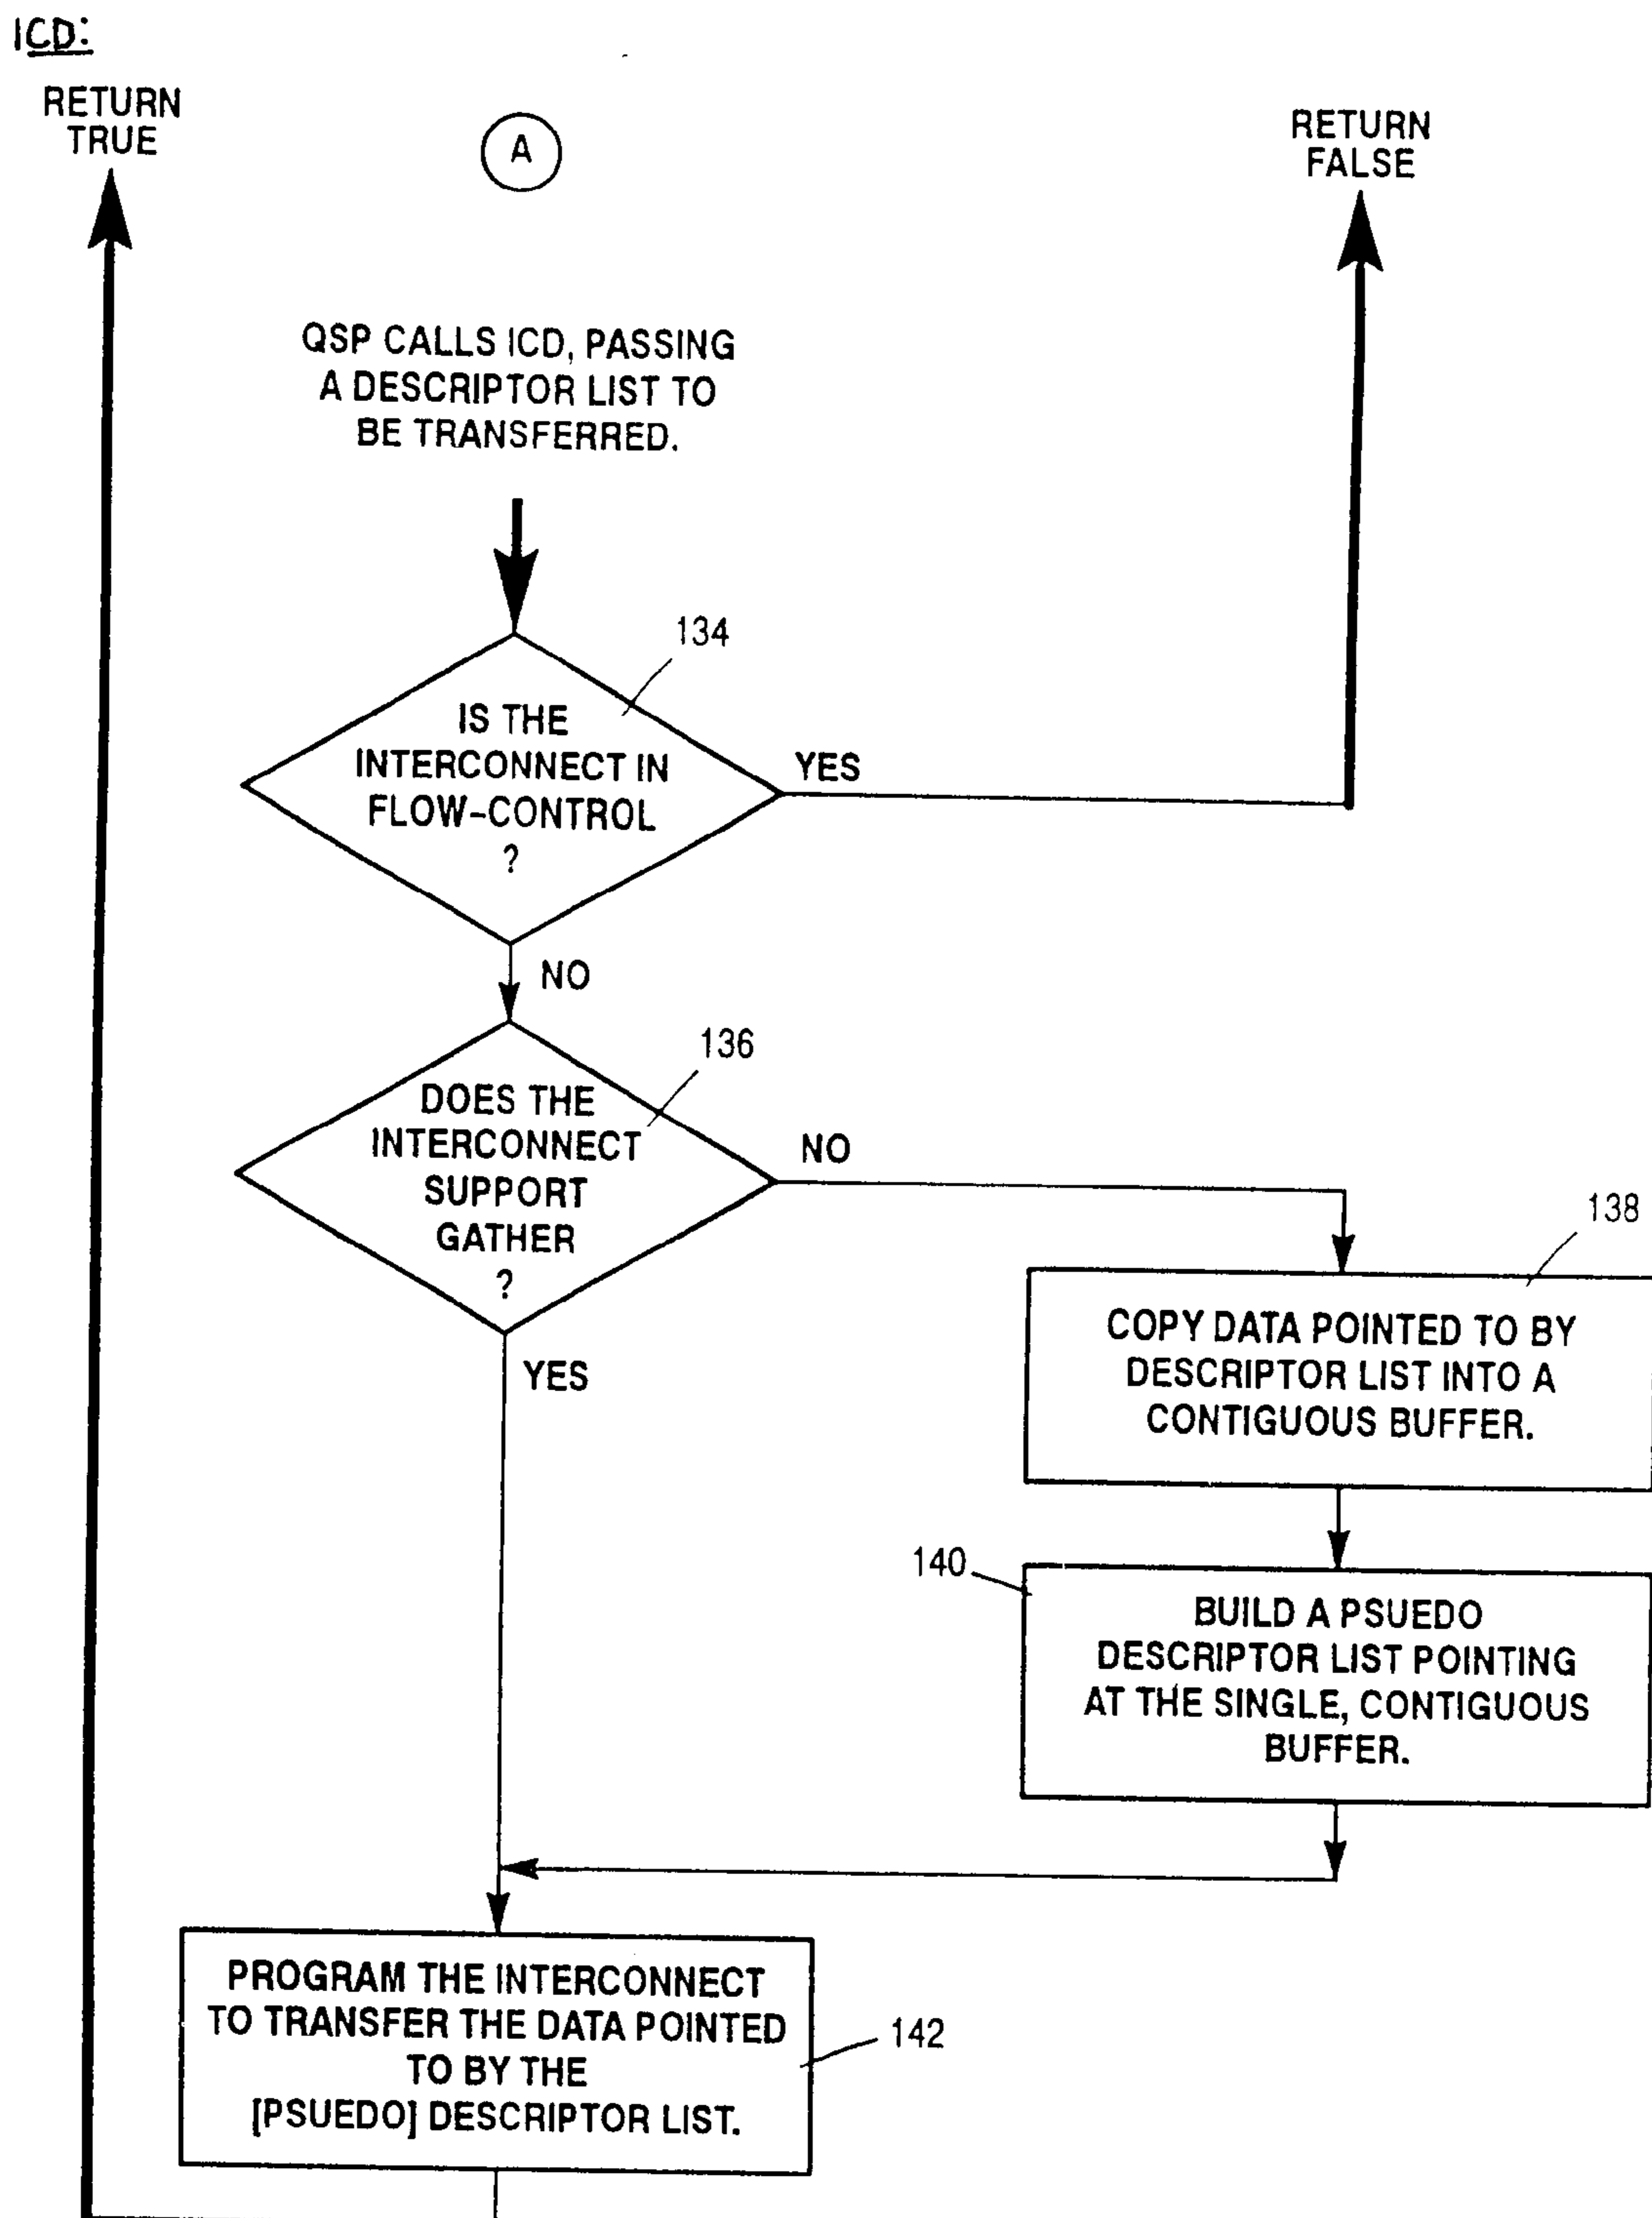 ICD:
RETURN
TRUE
A
RETURN
FALSE
QSP CALLS ICD, PASSING
A DESCRIPTOR LIST TO
BE TRANSFERRED.
134
IS THE
INTERCONNECT IN
FLOW-CONTROL
?
YES
NO
136
DOES THE
INTERCONNECT
SUPPORT
GATHER
?
NO
YES
138
COPY DATA POINTED TO BY
DESCRIPTOR LIST INTO A
CONTIGUOUS BUFFER.
140
BUILD A PSUEDO
DESCRIPTOR LIST POINTING
AT THE SINGLE, CONTIGUOUS
BUFFER.
PROGRAM THE INTERCONNECT
TO TRANSFER THE DATA POINTED
TO BY THE
[PSUEDO] DESCRIPTOR LIST.
142